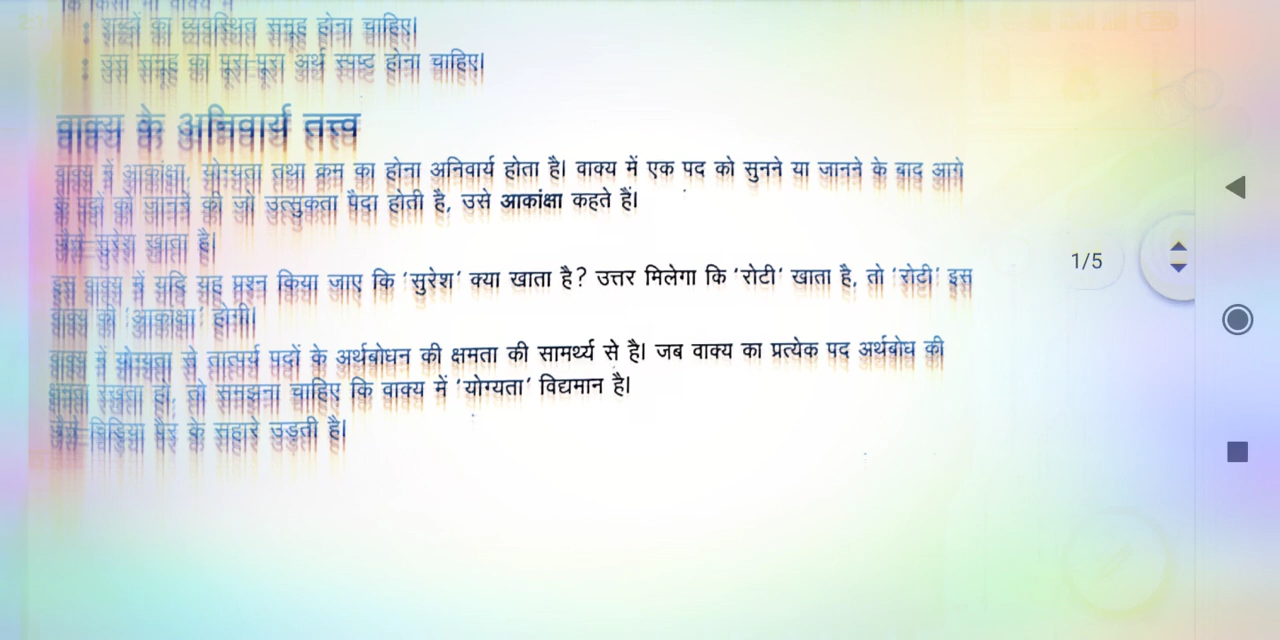 शब्दों का व्यवस्थित समूह होना चाहिए।
उस समूह का पूरा-पूरा अर्थ स्पष्ट होना चाहिए।
वाक्य के अनिवार्य तत्त्व
वाक्य में आकांक्षा, योग्यता तथा क्रम का होना अनिवार्य होता है। वाक्य में एक पद को सुनने या जानने के बाद आगे
के पदों को जानने की जो उत्सुकता पैदा होती है, उसे आकांक्षा कहते हैं।
जैसे—सुरेश खाता है।
इस वाक्य में यदि यह प्रश्न किया जाए कि 'सुरेश' क्या खाता है? उत्तर मिलेगा कि 'रोटी' खाता है, तो 'रोटी' इस
वाक्य की 'आकांक्षा' होगी।
वाक्य में योग्यता से तात्पर्य पदों के अर्थबोधन की क्षमता की सामर्थ्य से है। जब वाक्य का प्रत्येक पद अर्थबोध की
क्षमता रखता हो, तो समझना चाहिए कि वाक्य में 'योग्यता' विद्यमान है।
जैसे—चिड़िया पैर के सहारे उड़ती है।
1/5